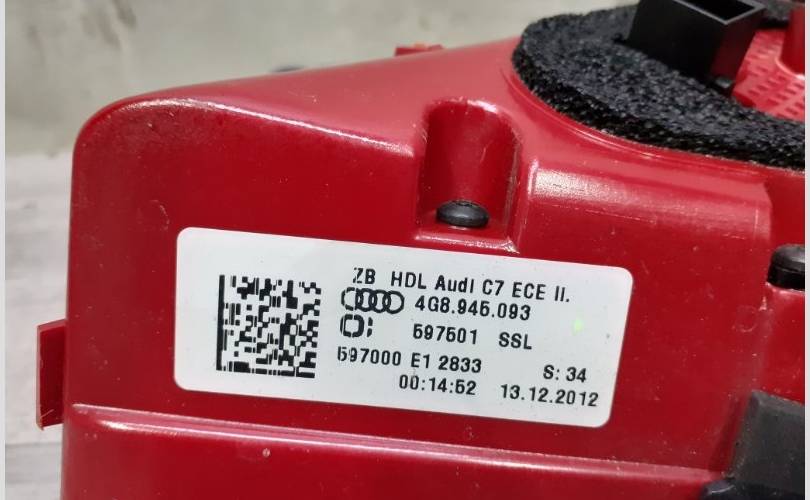 ZB HDL Audi C7 ECE II.
4G8.945.093
597501 SSL
597000 E1 2833 S: 34
00:14:52 13.12.2012